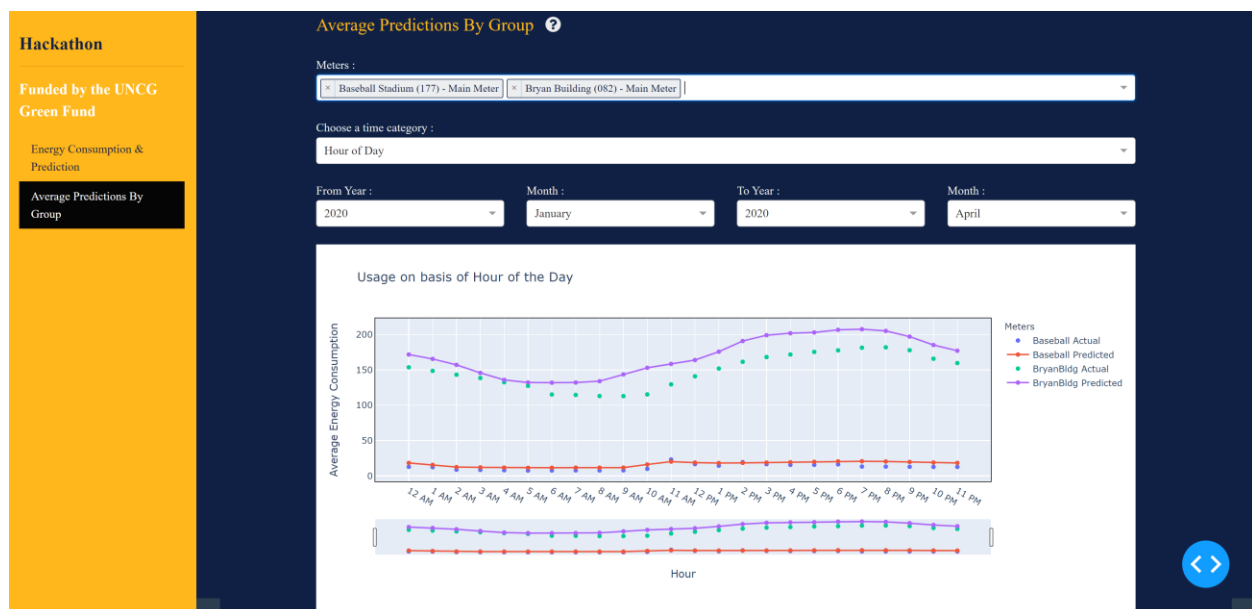 Hackathon
Funded by the UNCG
Green Fund
Energy Consumption &
Prediction
Average Predictions By
Group
Average Predictions By Group ?
Meters :
× Baseball Stadium (177) - Main Meter × Bryan Building (082) - Main Meter
Choose a time category :
Hour of Day
From Year : Month : To Year : Month :
2020 January 2020 April
Usage on basis of Hour of the Day
Average Energy Consumption
200
150
100
50
0
12 AM 1 AM 2 AM 3 AM 4 AM 5 AM 6 AM 7 AM 8 AM 9 AM 10 AM 11 AM 12 PM 1 PM 2 PM 3 PM 4 PM 5 PM 6 PM 7 PM 8 PM 9 PM 10 PM 11 PM
Hour
Meters
Baseball Actual
Baseball Predicted
BryanBldg Actual
BryanBldg Predicted